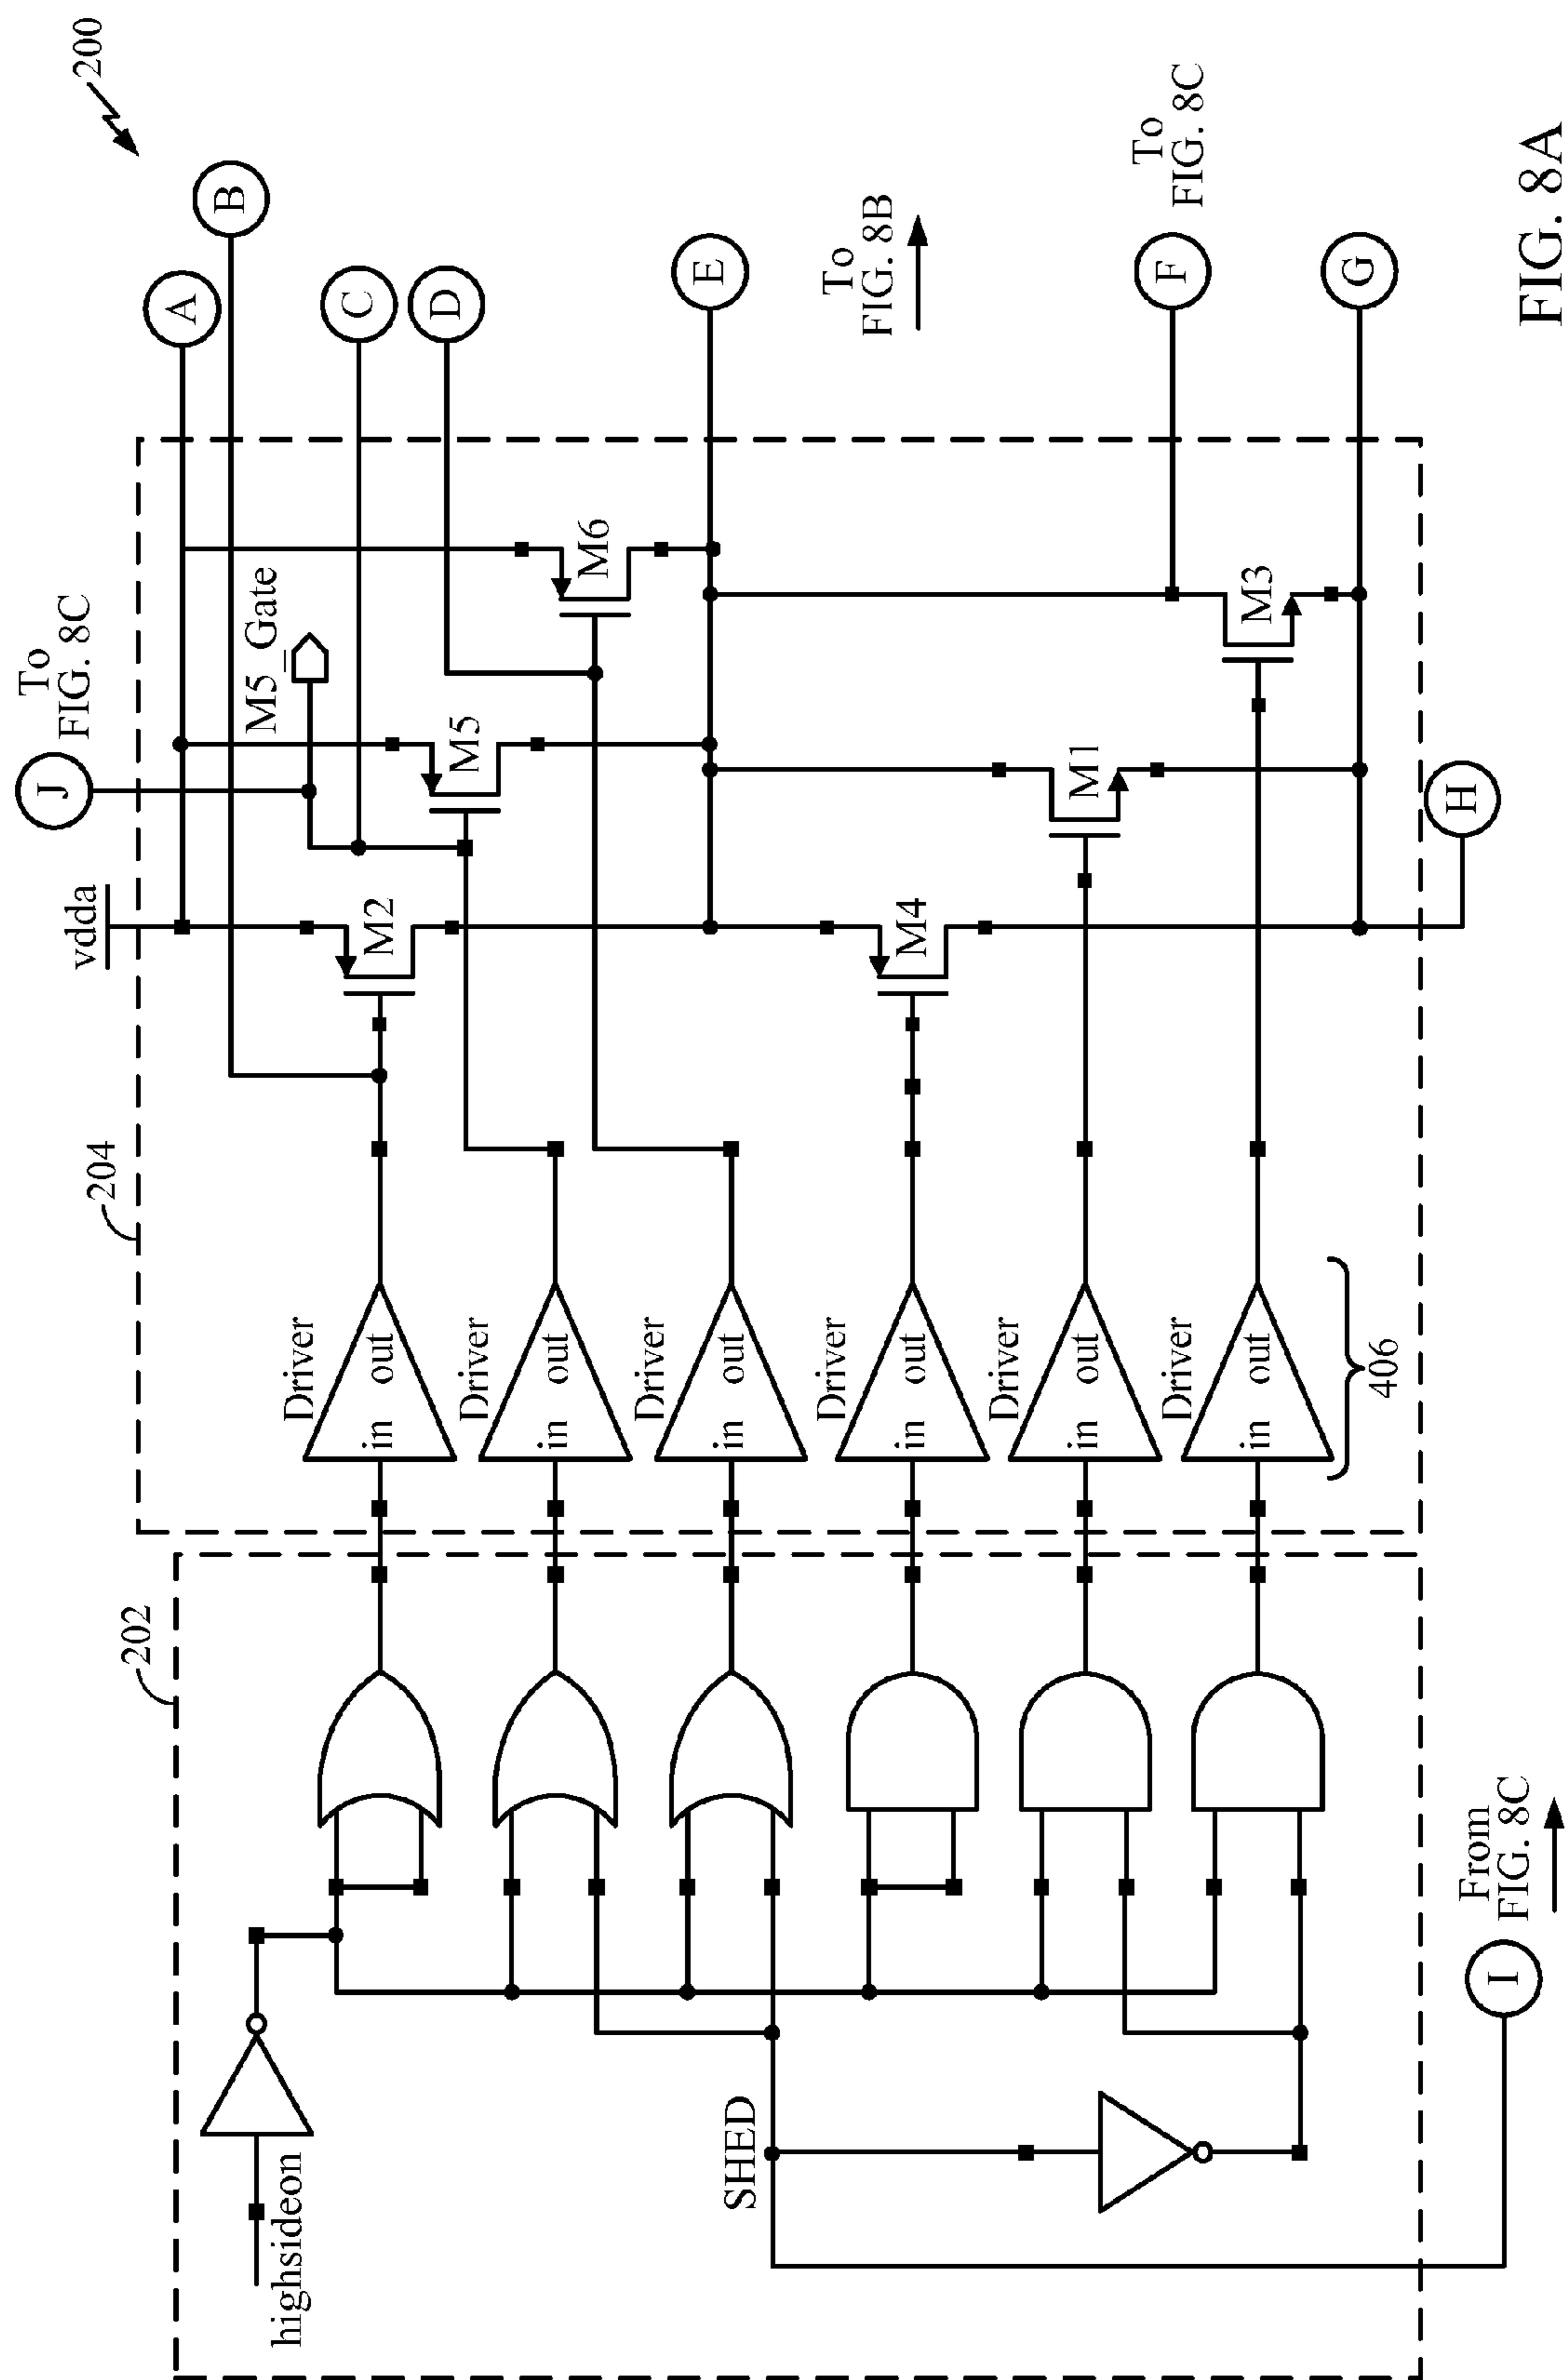 200
To
FIG. 8C
J
A
B
C
D
E
F
G
H
I
vdda
M5_Gate
M2
M5
M6
M4
M1
M3
To
FIG. 8B
To
FIG. 8C
204
Driver
in
out
Driver
in
out
Driver
in
out
Driver
in
out
Driver
in
out
Driver
in
out
406
202
highsideon
SHED
From
FIG. 8C
FIG. 8A